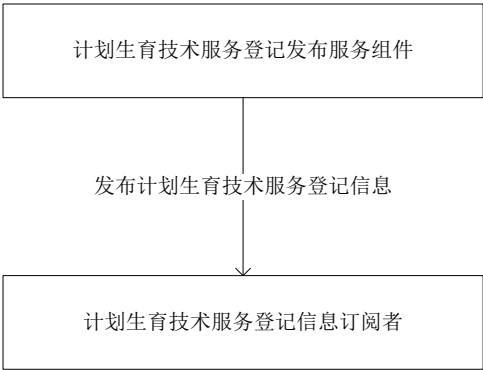 计划生育技术服务登记发布服务组件
发布计划生育技术服务登记信息
计划生育技术服务登记信息订阅者